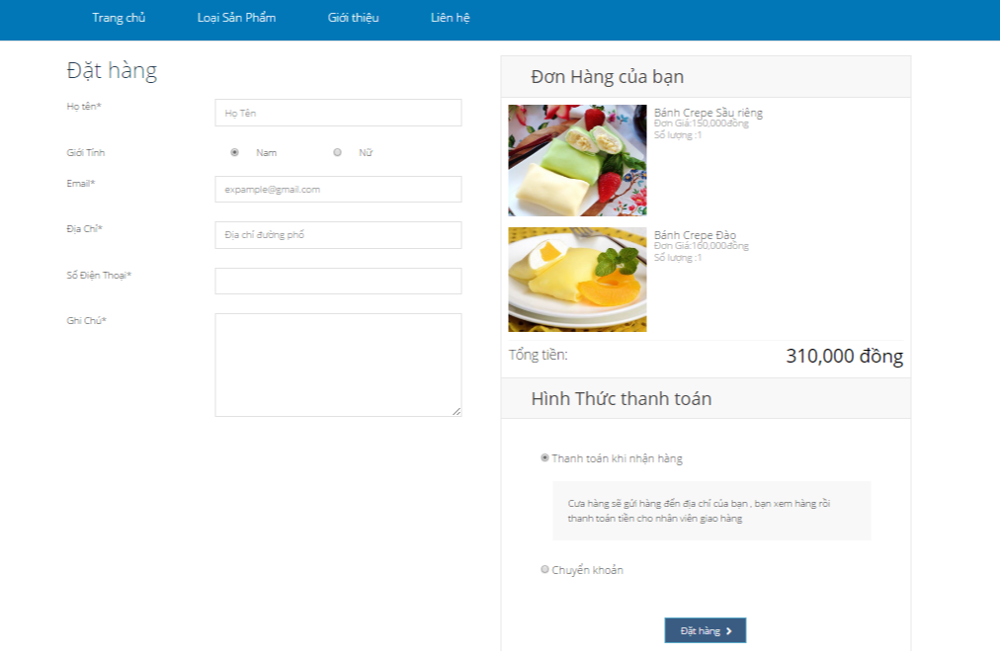 Trang chủ Loại Sản Phẩm Giới thiệu Liên hệ
Đặt hàng
Họ tên*
Họ Tên
Giới Tính
Nam Nữ
Email*
expample@gmail.com
Địa Chỉ*
Địa chỉ đường phố
Số Điện Thoại*
Ghi Chú*
Đơn Hàng của bạn
Bánh Crepe Sầu riêng
Đơn Giá:150,000đồng
Số lượng :1
Bánh Crepe Đào
Đơn Giá:160,000đồng
Số lượng :1
Tổng tiền: 310,000 đồng
Hình Thức thanh toán
Thanh toán khi nhận hàng
Cưa hàng sẽ gửi hàng đến địa chỉ của bạn , bạn xem hàng rồi
thanh toán tiền cho nhân viên giao hàng
Chuyển khoản
Đặt hàng